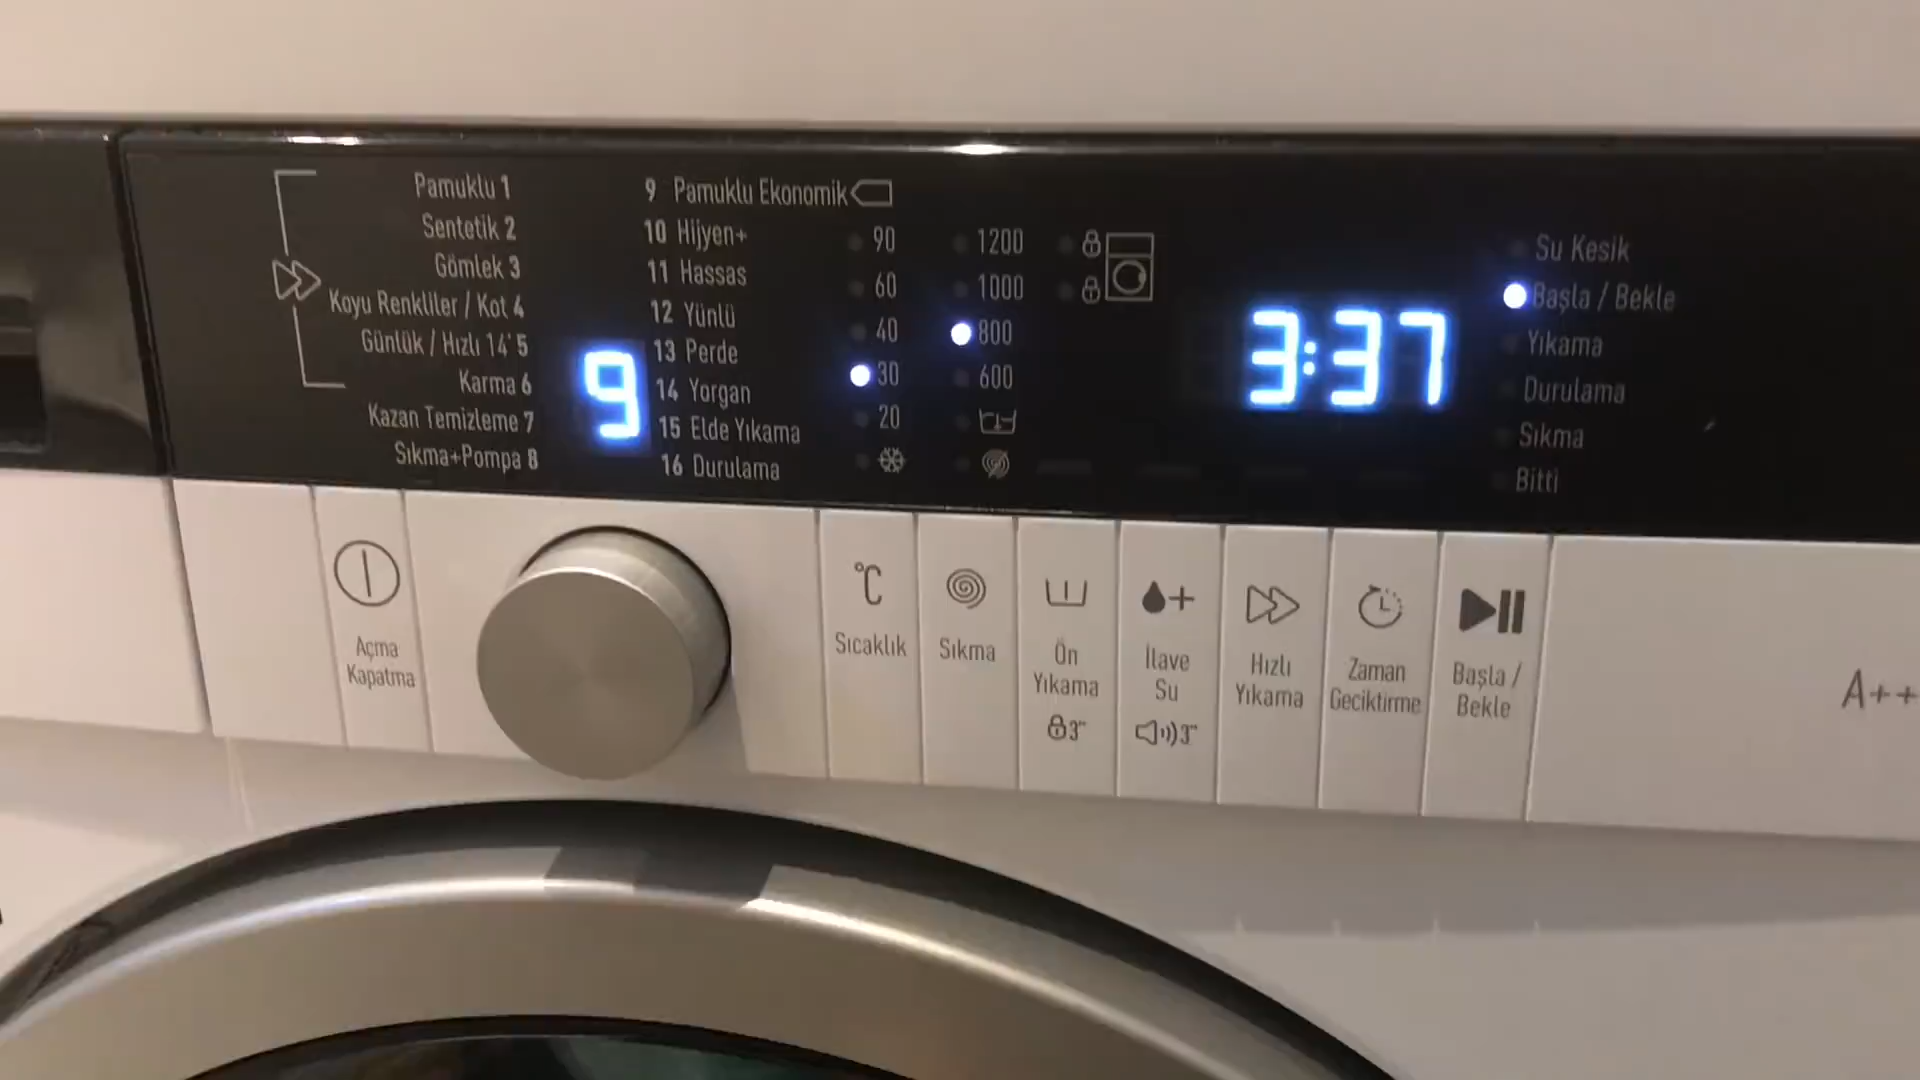 Pamuklu 1
Sentetik 2
Gömlek 3
Koyu Renkliler / Kot 4
Günlük / Hızlı 14' 5
Karma 6
Kazan Temizleme 7
Sıkma+Pompa 8
9
9 Pamuklu Ekonomik
10 Hijyen+
11 Hassas
12 Yünlü
13 Perde
14 Yorgan
15 Elde Yıkama
16 Durulama
90
60
40
30
20
1200
1000
800
600
3:37
Su Kesik
Başla / Bekle
Yıkama
Durulama
Sıkma
Bitti
Açma
Kapatma
°C
Sıcaklık
Sıkma
Ön
Yıkama
3"
İlave
Su
3"
Hızlı
Yıkama
Zaman
Geciktirme
Başla /
Bekle
A++